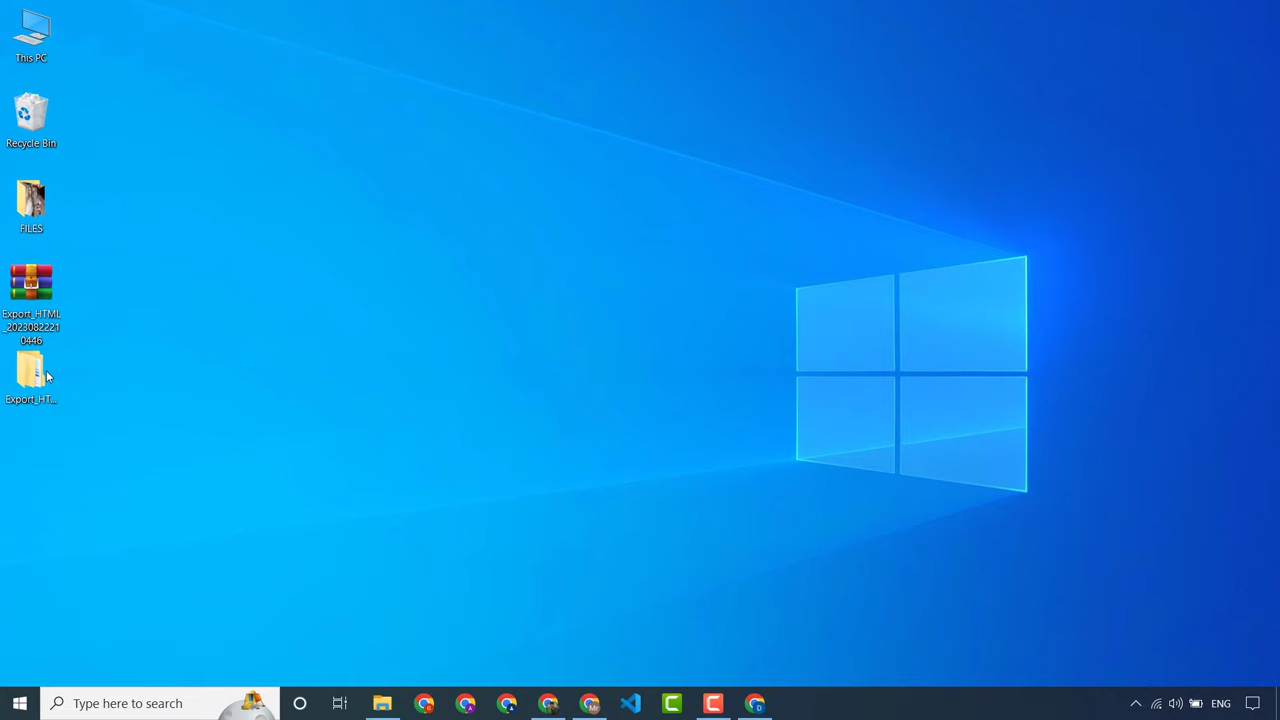 This PC
Recycle Bin
FILES
Export_HTML
_2023082221
0446
Export_HT...
Type here to search
ENG